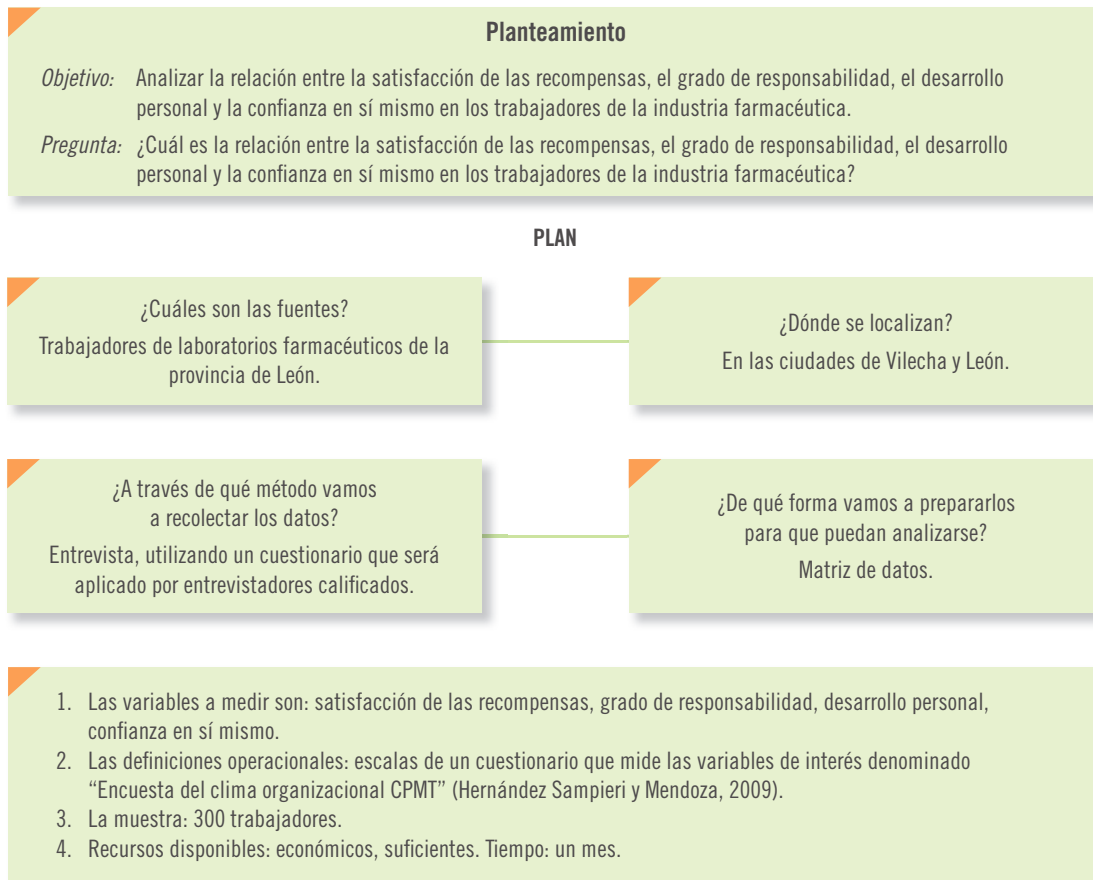 Planteamiento
Objetivo: Analizar la relación entre la satisfacción de las recompensas, el grado de responsabilidad, el desarrollo
personal y la confianza en sí mismo en los trabajadores de la industria farmacéutica.
Pregunta: ¿Cuál es la relación entre la satisfacción de las recompensas, el grado de responsabilidad, el desarrollo
personal y la confianza en sí mismo en los trabajadores de la industria farmacéutica?
PLAN
¿Cuáles son las fuentes?
Trabajadores de laboratorios farmacéuticos de la
provincia de León.
¿Dónde se localizan?
En las ciudades de Vilecha y León.
¿A través de qué método vamos
a recolectar los datos?
Entrevista, utilizando un cuestionario que será
aplicado por entrevistadores calificados.
¿De qué forma vamos a prepararlos
para que puedan analizarse?
Matriz de datos.
1. Las variables a medir son: satisfacción de las recompensas, grado de responsabilidad, desarrollo personal,
confianza en sí mismo.
2. Las definiciones operacionales: escalas de un cuestionario que mide las variables de interés denominado
“Encuesta del clima organizacional CPMT” (Hernández Sampieri y Mendoza, 2009).
3. La muestra: 300 trabajadores.
4. Recursos disponibles: económicos, suficientes. Tiempo: un mes.